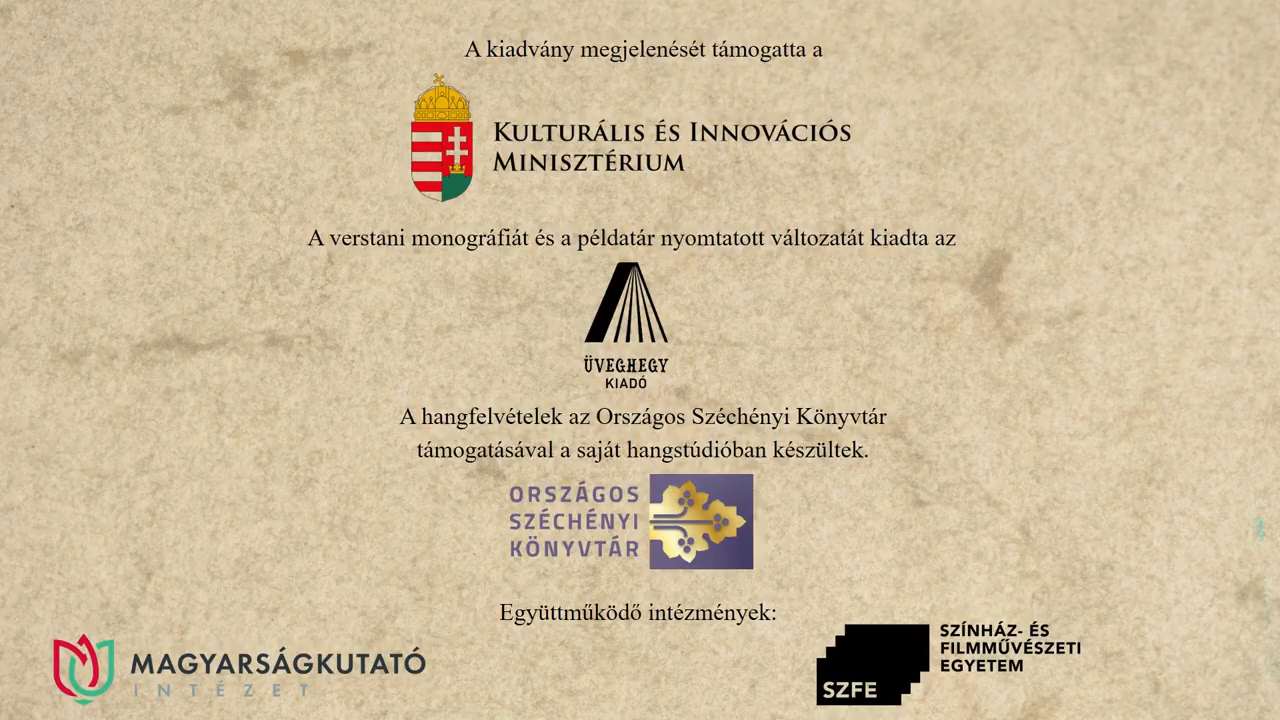 A kiadvány megjelenését támogatta a
KULTURÁLIS ÉS INNOVÁCIÓS
MINISZTÉRIUM
A verstani monográfiát és a példatár nyomtatott változatát kiadta az
ÜVEGHEGY
KIADÓ
A hangfelvételek az Országos Széchényi Könyvtár
támogatásával a saját hangstúdióban készültek.
ORSZÁGOS
SZÉCHÉNYI
KÖNYVTÁR
Együttműködő intézmények:
MAGYARSÁGKUTATÓ
INTÉZET
SZFE
SZÍNHÁZ- ÉS
FILMMŰVÉSZETI
EGYETEM